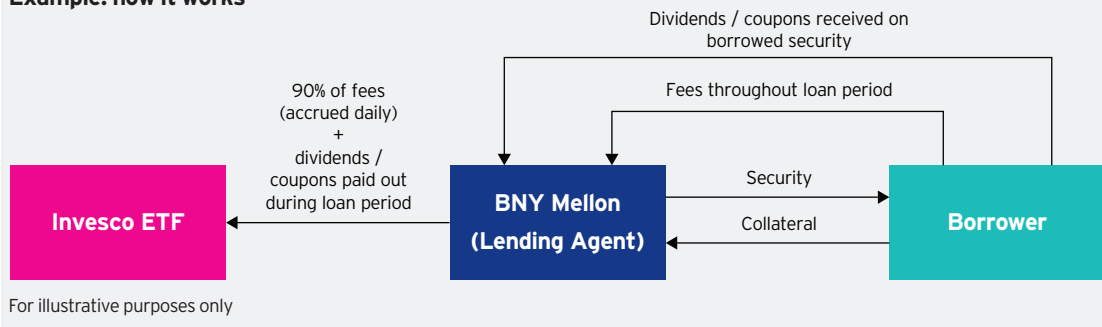 Example: how it works
Dividends / coupons received on
borrowed security
Fees throughout loan period
90% of fees
(accrued daily)
+
dividends /
coupons paid out
during loan period
Invesco ETF
BNY Mellon
(Lending Agent)
Security
Collateral
Borrower
For illustrative purposes only